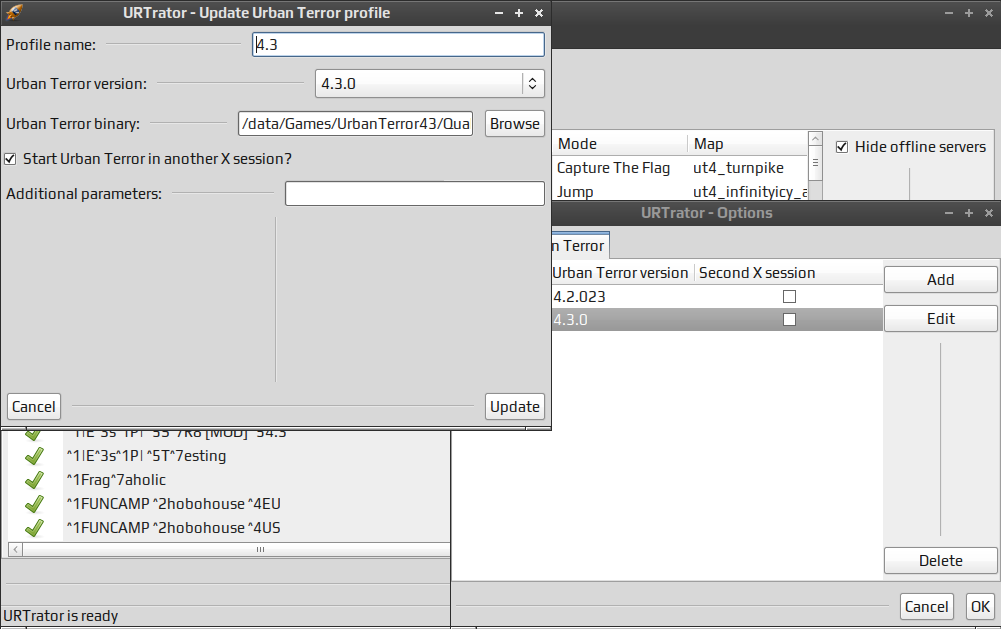 URTrator - Update Urban Terror profile
Profile name:
4.3
Urban Terror version:
4.3.0
Urban Terror binary:
/data/Games/UrbanTerror43/Qua
Browse
Start Urban Terror in another X session?
Additional parameters:
Cancel
Update
Mode
Map
Capture The Flag
ut4_turnpike
Jump
ut4_infinityicy_a
Hide offline servers
URTrator - Options
n Terror
Urban Terror version
Second X session
4.2.023
4.3.0
Add
Edit
Delete
Cancel
OK
^1|E^3s^1P| ^5T^7esting
^1Frag^7aholic
^1FUNCAMP ^2hobohouse ^4EU
^1FUNCAMP ^2hobohouse ^4US
URTrator is ready